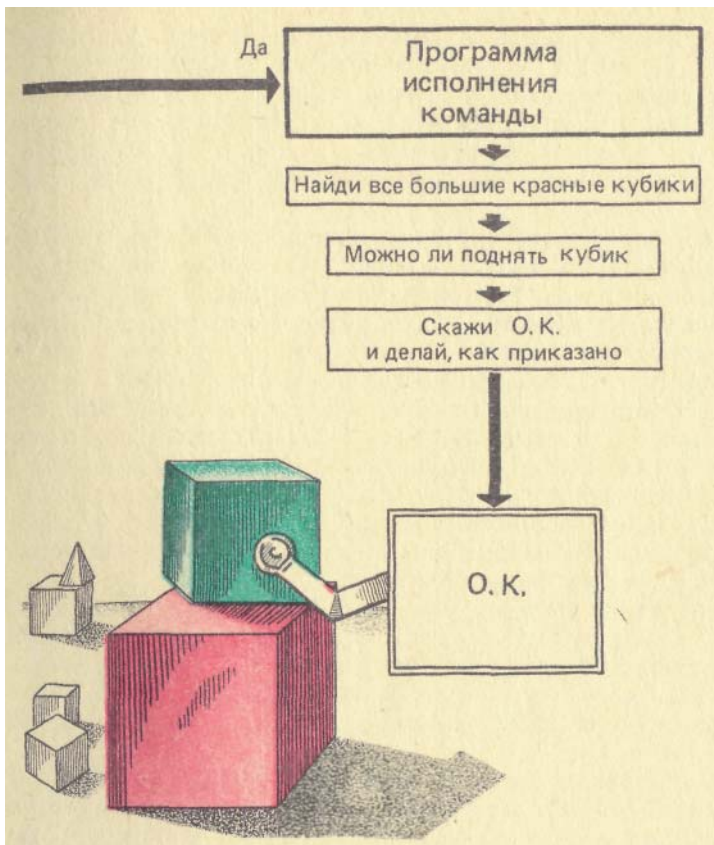 Да
Программа
исполнения
команды
Найди все большие красные кубики
Можно ли поднять кубик
Скажи О. К.
и делай, как приказано
О. К.